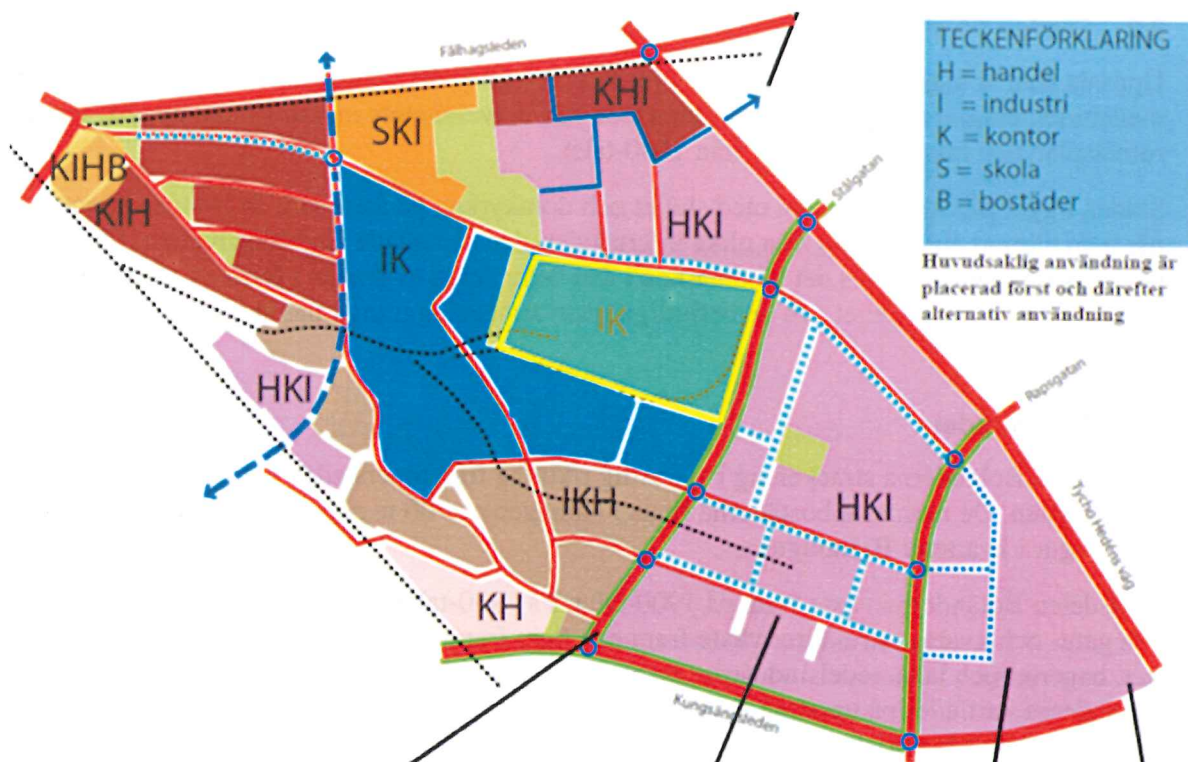 Fålhagsleden
TECKENFÖRKLARING
H = handel
I = industri
K = kontor
S = skola
B = bostäder
Huvudsaklig användning är
placerad först och därefter
alternativ användning
KHI
SKI
KIHB
KIH
HKI
Stålgatan
IK
IK
HKI
Rapsgatan
HKI
IKH
Tycho Hedéns väg
KH
Kungsängsleden